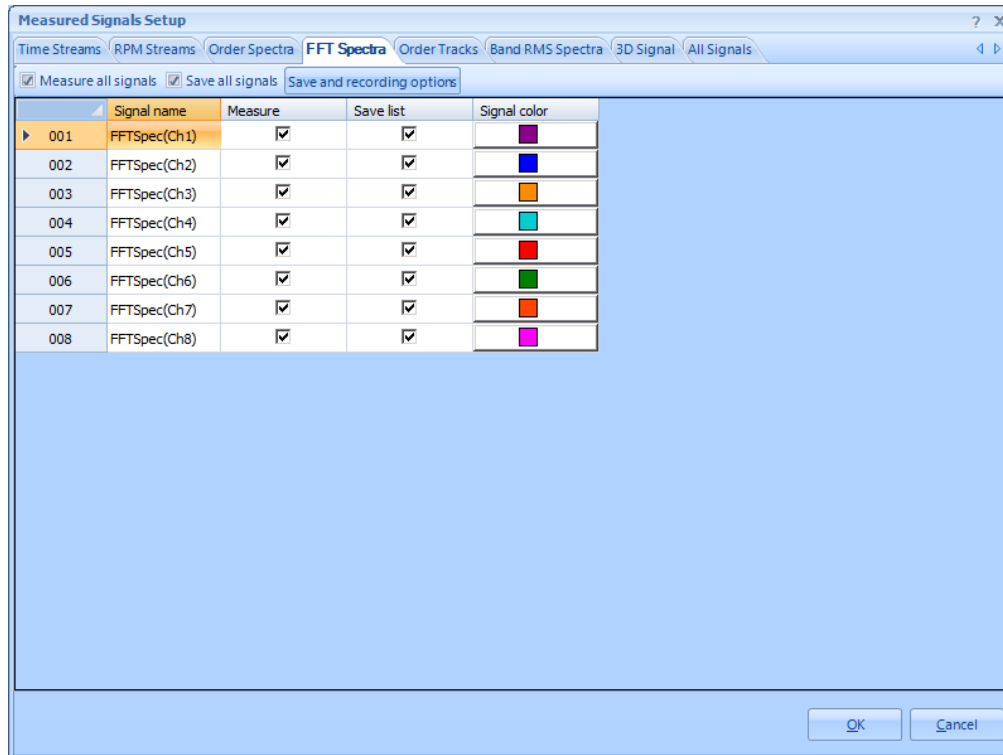 Measured Signals Setup
Time Streams RPM Streams Order Spectra FFT Spectra Order Tracks Band RMS Spectra 3D Signal All Signals
Measure all signals Save all signals Save and recording options
Signal name Measure Save list Signal color
001 FFTSpec(Ch1)
002 FFTSpec(Ch2)
003 FFTSpec(Ch3)
004 FFTSpec(Ch4)
005 FFTSpec(Ch5)
006 FFTSpec(Ch6)
007 FFTSpec(Ch7)
008 FFTSpec(Ch8)
OK Cancel